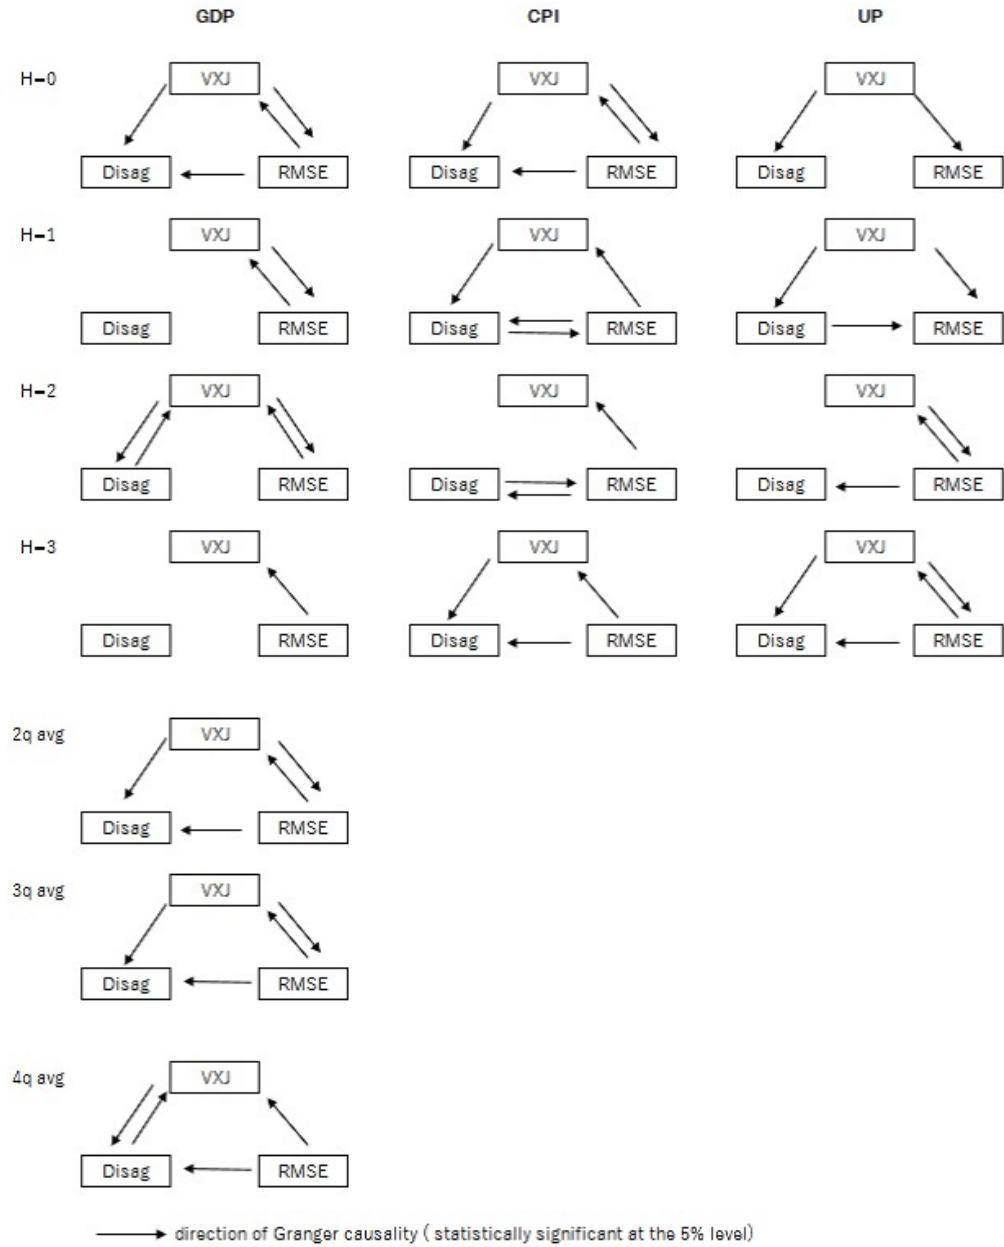 GDP CPI UP
H-0 VXJ VXJ VXJ
Disag RMSE Disag RMSE Disag RMSE
H-1 VXJ VXJ VXJ
Disag RMSE Disag RMSE Disag RMSE
H-2 VXJ VXJ VXJ
Disag RMSE Disag RMSE Disag RMSE
H-3 VXJ VXJ VXJ
Disag RMSE Disag RMSE Disag RMSE
2q avg VXJ
Disag RMSE
3q avg VXJ
Disag RMSE
4q avg VXJ
Disag RMSE
direction of Granger causality ( statistically significant at the 5% level)